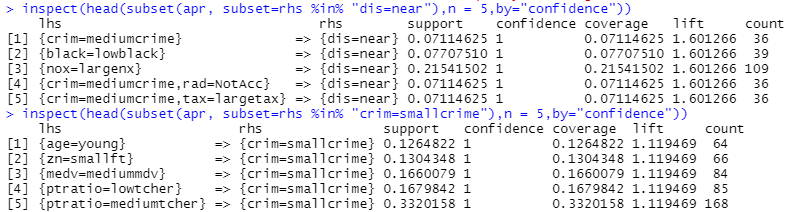 > inspect(head(subset(apr, subset=rhs %in% "dis=near"),n = 5,by="confidence"))
lhs rhs support confidence coverage lift count
[1] {crim=mediumcrime} => {dis=near} 0.07114625 1 0.07114625 1.601266 36
[2] {black=lowblack} => {dis=near} 0.07707510 1 0.07707510 1.601266 39
[3] {nox=largenx} => {dis=near} 0.21541502 1 0.21541502 1.601266 109
[4] {crim=mediumcrime,rad=NotAcc} => {dis=near} 0.07114625 1 0.07114625 1.601266 36
[5] {crim=mediumcrime,tax=largetax} => {dis=near} 0.07114625 1 0.07114625 1.601266 36
> inspect(head(subset(apr, subset=rhs %in% "crim=smallcrime"),n = 5,by="confidence"))
lhs rhs support confidence coverage lift count
[1] {age=young} => {crim=smallcrime} 0.1264822 1 0.1264822 1.119469 64
[2] {zn=smallft} => {crim=smallcrime} 0.1304348 1 0.1304348 1.119469 66
[3] {medv=mediummdv} => {crim=smallcrime} 0.1660079 1 0.1660079 1.119469 84
[4] {ptratio=lowtcher} => {crim=smallcrime} 0.1679842 1 0.1679842 1.119469 85
[5] {ptratio=mediumtcher} => {crim=smallcrime} 0.3320158 1 0.3320158 1.119469 168